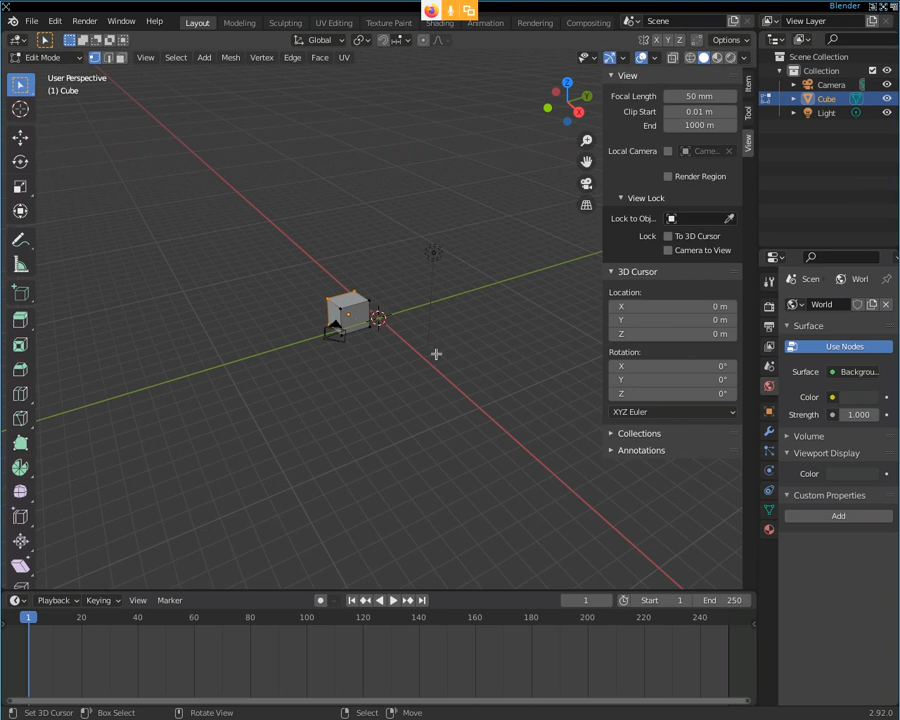 Blender
File Edit Render Window Help Layout Modeling Sculpting UV Editing Texture Paint Shading Animation Rendering Compositing Scene View Layer
Global Options
Edit Mode View Select Add Mesh Vertex Edge Face UV
User Perspective
(1) Cube
X
Y
Z
X Y Z
View
Focal Length 50 mm
Clip Start 0.01 m
End 1000 m
Local Camera Came...
Render Region
View Lock
Lock to Obj...
Lock To 3D Cursor
Camera to View
3D Cursor
Location:
X 0 m
Y 0 m
Z 0 m
Rotation:
X 0°
Y 0°
Z 0°
XYZ Euler
Collections
Annotations
Item
Tool
View
Scene Collection
Collection
Camera
Cube
Light
Scen Worl
World
Surface
Use Nodes
Surface Backgrou...
Color
Strength 1.000
Volume
Viewport Display
Color
Custom Properties
Add
Playback Keying View Marker 1 Start 1 End 250
1 20 40 60 80 100 120 140 160 180 200 220 240
Set 3D Cursor Box Select Rotate View Select Move 2.92.0